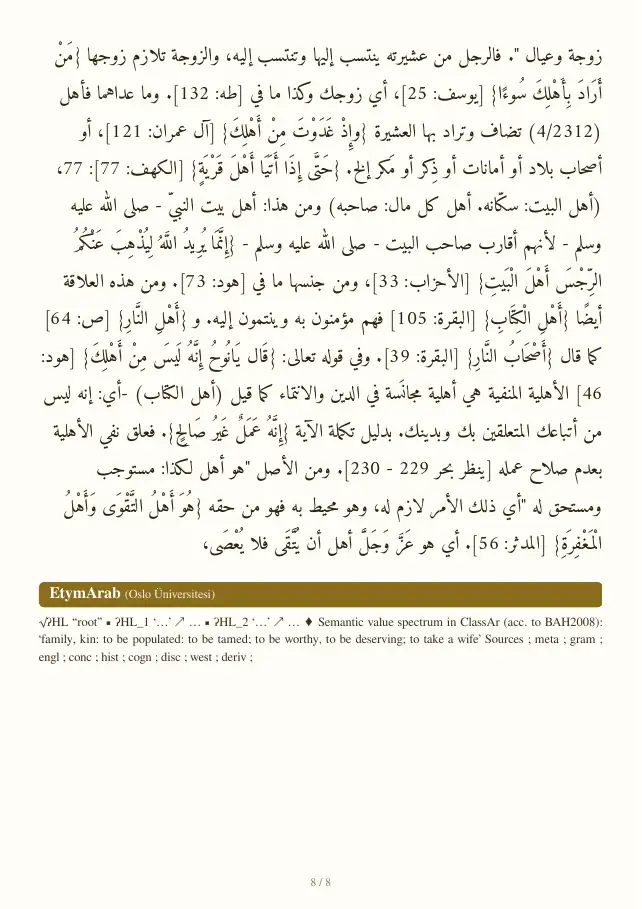 زوجة وعيال ". فالرجل من عشيرته ينتسب إليها وتنتسب إليه، والزوجة تلازم زوجها {مَنْ
أَرَادَ بِأَهْلِكَ سُوءًا} [يوسف: 25]، أي زوجك وكذا ما في [طه: 132]. وما عداهما فأهل
(4/2312) تضاف وتراد بها العشيرة {وَإِذْ غَدَوْتَ مِنْ أَهْلِكَ} [آل عمران: 121]، أو
أصحاب بلاد أو أمانات أو ذِكر أو مَكر إلخ. {حَتَّى إِذَا أَتَيَا أَهْلَ قَرْيَةٍ} [الكهف: 77]: 77،
(أهل البيت: سكّانه. أهل كل مال: صاحبه) ومن هذا: أهل بيت النبيّ - صلى الله عليه
وسلم - لأنهم أقارب صاحب البيت - صلى الله عليه وسلم - {إِنَّمَا يُرِيدُ اللَّهُ لِيُذْهِبَ عَنْكُمُ
الرِّجْسَ أَهْلَ الْبَيْتِ} [الأحزاب: 33]، ومن جنسها ما في [هود: 73]. ومن هذه العلاقة
أيضًا {أَهْلِ الْكِتَابِ} [البقرة: 105] فهم مؤمنون به وينتمون إليه. و {أَهْلِ النَّارِ} [ص: 64]
كما قال {أَصْحَابُ النَّارِ} [البقرة: 39]. وفي قوله تعالى: {قَال يَانُوحُ إِنَّهُ لَيْسَ مِنْ أَهْلِكَ} [هود:
46] الأهلية المنفية هي أهلية مجانَسة في الدين والانتماء كما قيل (أهل الكتاب) -أي: إنه ليس
من أتباعك المتعلقين بك وبدينك. بدليل تكملة الآية {إِنَّهُ عَمَلٌ غَيْرُ صَالِحٍ}. فعلق نفي الأهلية
بعدم صلاح عمله [ينظر بحر 229 - 230]. ومن الأصل "هو أهل لكذا: مستوجب
ومستحق له "أي ذلك الأمر لازم له، وهو محيط به فهو من حقه {هُوَ أَهْلُ التَّقْوَى وَأَهْلُ
الْمَغْفِرَةِ} [المدثر: 56]. أي هو عَزَّ وَجَلَّ أهل أن يُتَّقَى فلا يُعْصَى،
EtymArab (Oslo Üniversitesi)
√ʔHL “root” ▪ ʔHL_1 ‘…’ ↗ … ▪ ʔHL_2 ‘…’ ↗ … ♦ Semantic value spectrum in ClassAr (acc. to BAH2008):
‘family, kin: to be populated: to be tamed; to be worthy, to be deserving; to take a wife’ Sources ; meta ; gram ;
engl ; conc ; hist ; cogn ; disc ; west ; deriv ;
8 / 8